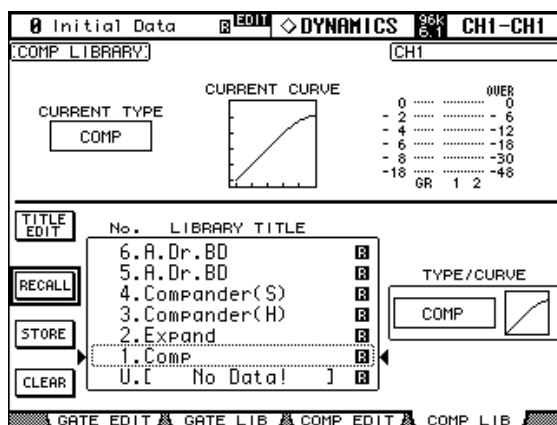 0 Initial Data R EDIT ◇DYNAMICS 96k 6.1 CH1-CH1
COMP LIBRARY
CH1
CURRENT TYPE
COMP
CURRENT CURVE
OVER
0 0
- 2 - 6
- 4 -12
- 6 -18
- 8 -30
-18 -48
GR 1 2
TITLE EDIT
RECALL
STORE
CLEAR
No. LIBRARY TITLE
6.A.Dr.BD R
5.A.Dr.BD R
4.Compander(S) R
3.Compander(H) R
2.Expand R
1.Comp R
U.[ No Data! ] R
TYPE/CURVE
COMP
GATE EDIT GATE LIB COMP EDIT COMP LIB